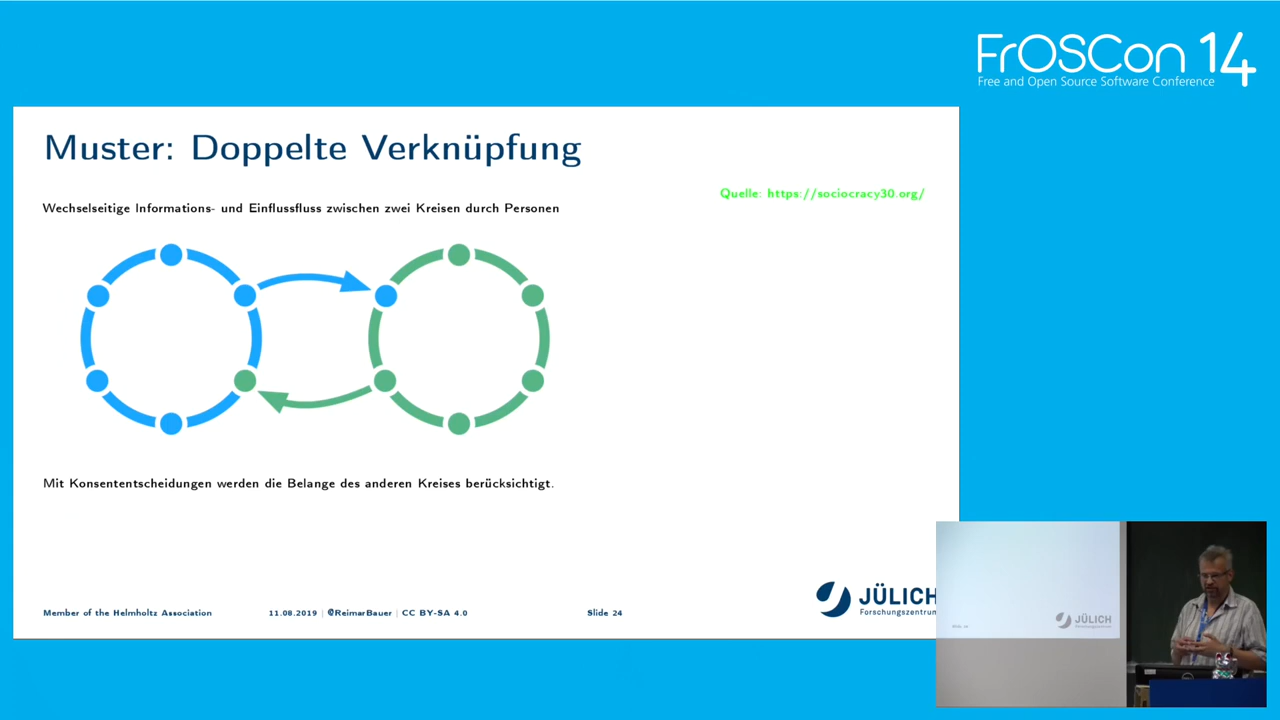 FrOSCon 14
Free and Open Source Software Conference
Muster: Doppelte Verknüpfung
Quelle: https://sociocracy30.org/
Wechselseitige Informations- und Einflussfluss zwischen zwei Kreisen durch Personen
Mit Konsententscheidungen werden die Belange des anderen Kreises berücksichtigt.
Member of the Helmholtz Association
11.08.2019 | @ReimarBauer | CC BY-SA 4.0
Slide 24
JÜLICH
Forschungszentrum
JÜLICH